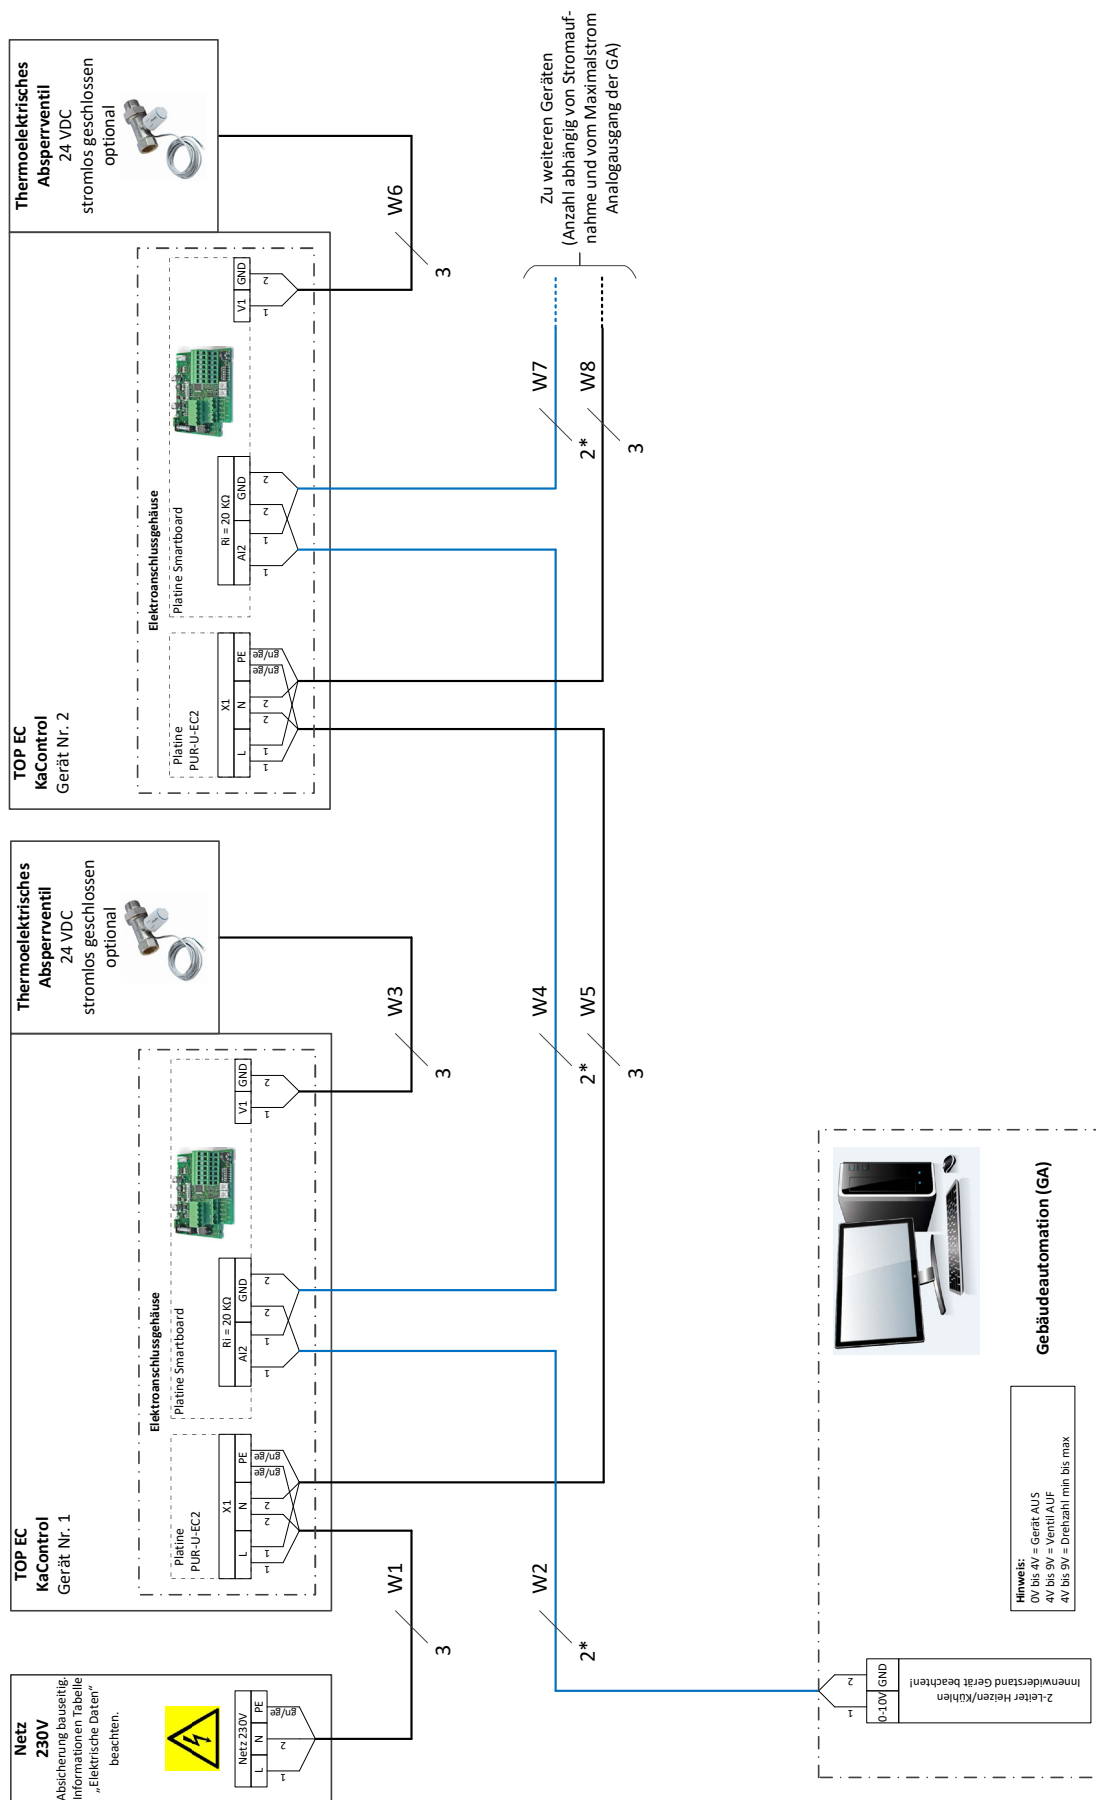 Netz
230V
Absicherung bauseitig.
Informationen Tabelle
„Elektrische Daten"
beachten.
Netz 230V
L
N
PE
1
2
gn/ge
W1
3
TOP EC
KaControl
Gerät Nr. 1
Elektroanschlussgehäuse
Platine
PUR-U-EC2
X1
L
N
PE
1
1
2
2
gn/ge
gn/ge
Platine Smartboard
Ri = 20 KΩ
AI2
GND
1
1
2
2
V1
GND
1
2
Thermoelektrisches
Absperrventil
24 VDC
stromlos geschlossen
optional
W3
3
W2
2*
W4
2*
W5
3
TOP EC
KaControl
Gerät Nr. 2
Elektroanschlussgehäuse
Platine
PUR-U-EC2
X1
L
N
PE
1
1
2
2
gn/ge
gn/ge
Platine Smartboard
Ri = 20 KΩ
AI2
GND
1
1
2
2
V1
GND
1
2
Thermoelektrisches
Absperrventil
24 VDC
stromlos geschlossen
optional
W6
3
W7
2*
W8
3
Zu weiteren Geräten
(Anzahl abhängig von Stromauf-
nahme und vom Maximalstrom
Analogausgang der GA)
1
2
0-10V
GND
2-Leiter Heizen/Kühlen
Innenwiderstand Gerät beachten!
Hinweis:
0V bis 4V = Gerät AUS
4V bis 9V = Ventil AUF
4V bis 9V = Drehzahl min bis max
Gebäudeautomation (GA)